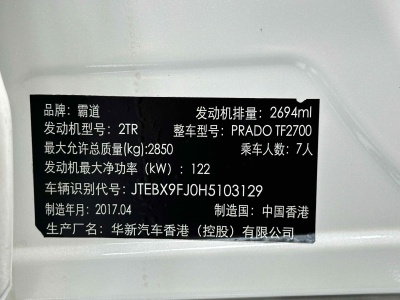 品牌：霸道 发动机排量：2694ml
发动机型号：2TR 整车型号：PRADO TF2700
最大允许总质量(kg):2850 乘车人数：7人
发动机最大净功率（kW）：122
车辆识别代号：JTEBX9FJ0H5103129
制造年月：2017.04 制造国：中国香港
生产厂名：华新汽车香港（控股）有限公司